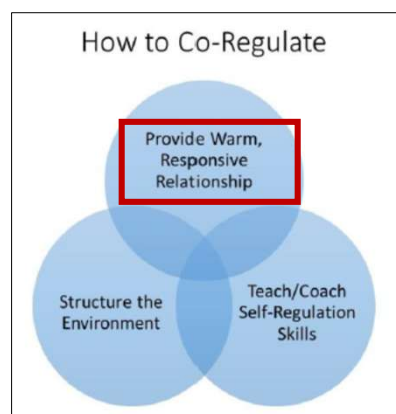 How to Co-Regulate
Provide Warm,
Responsive
Relationship
Structure the
Environment
Teach/Coach
Self-Regulation
Skills